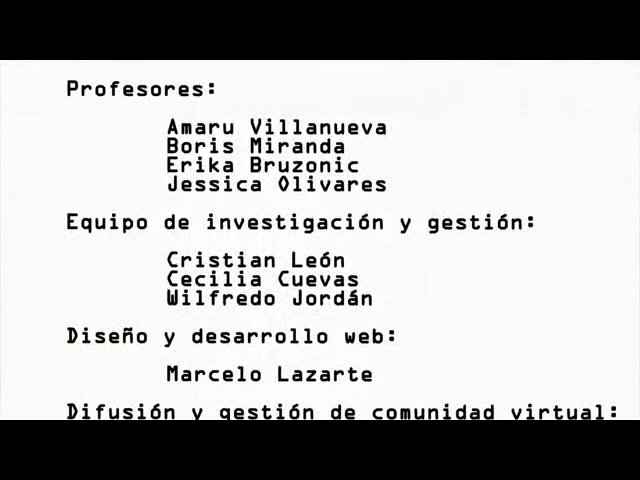 Profesores:
Amaru Villanueva
Boris Miranda
Erika Bruzonic
Jessica Olivares
Equipo de investigación y gestión:
Cristian León
Cecilia Cuevas
Wilfredo Jordán
Diseño y desarrollo web:
Marcelo Lazarte
Difusión y gestión de comunidad virtual: